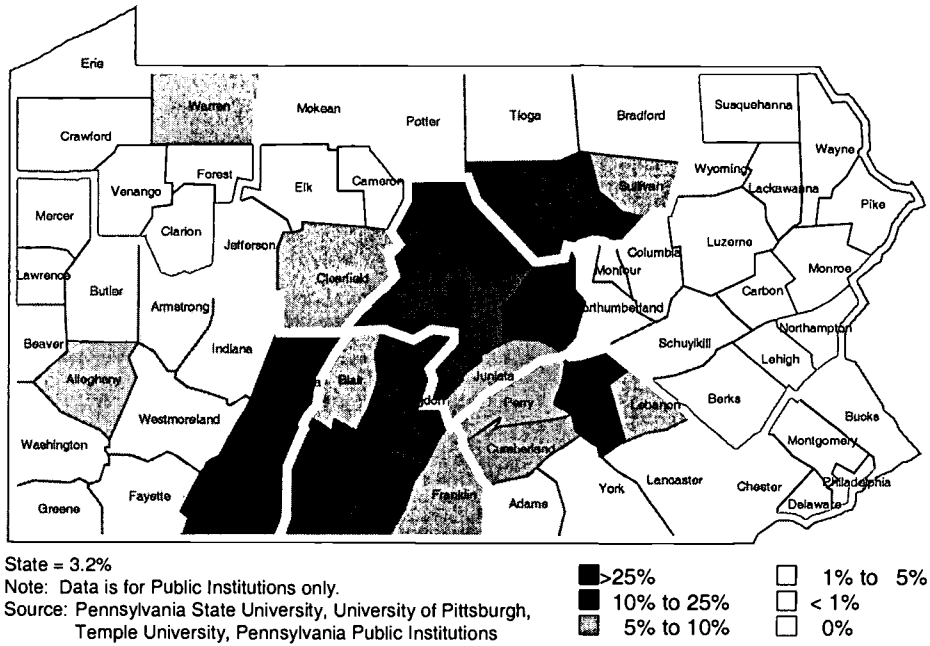 Erie
Warren
Mokean
Potter
Tioga
Bradford
Susquehanna
Crawford
Wayne
Forest
Wyoming
Venango
Elk
Cameron
Sullivan
Lackawanna
Mercer
Pike
Clarion
Jefferson
Columbia
Luzerne
Lawrence
Clearfield
Montour
Monroe
Butler
Armstrong
Carbon
orthumberland
Beaver
Indiana
Schuylkill
Northampton
Lehigh
Allegheny
Blair
Juniata
Perry
Lebanon
Berks
Bucks
Westmoreland
Washington
Cumberland
Montgomery
Philadelphia
Greene
Fayette
Franklin
Adame
York
Lancaster
Chester
Delaware
State = 3.2%
Note: Data is for Public Institutions only.
Source: Pennsylvania State University, University of Pittsburgh,
Temple University, Pennsylvania Public Institutions
>25%
10% to 25%
5% to 10%
1% to 5%
< 1%
0%